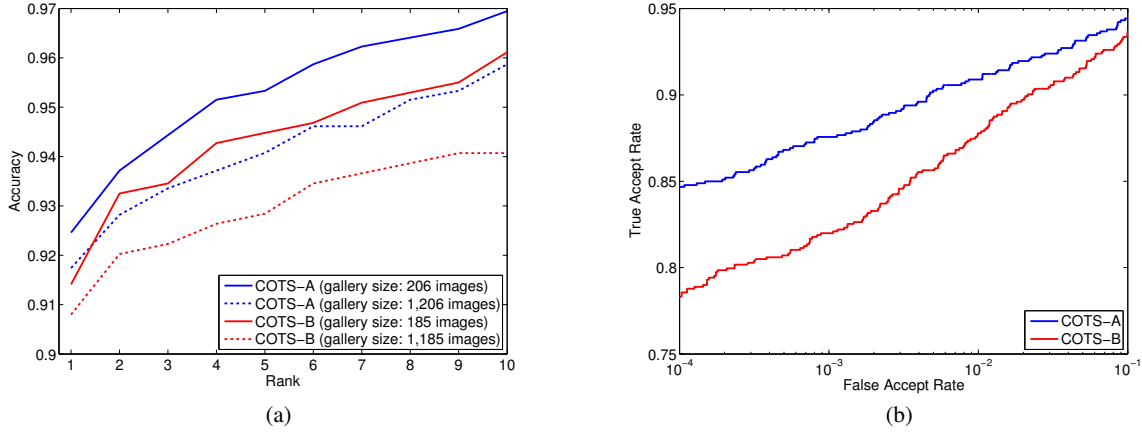 0.97
0.96
0.95
0.94
0.93
0.92
0.91
0.9
Accuracy
1 2 3 4 5 6 7 8 9 10
Rank
COTS−A (gallery size: 206 images)
COTS−A (gallery size: 1,206 images)
COTS−B (gallery size: 185 images)
COTS−B (gallery size: 1,185 images)
(a)
0.95
0.9
0.85
0.8
0.75
True Accept Rate
10−4 10−3 10−2 10−1
False Accept Rate
COTS−A
COTS−B
(b)